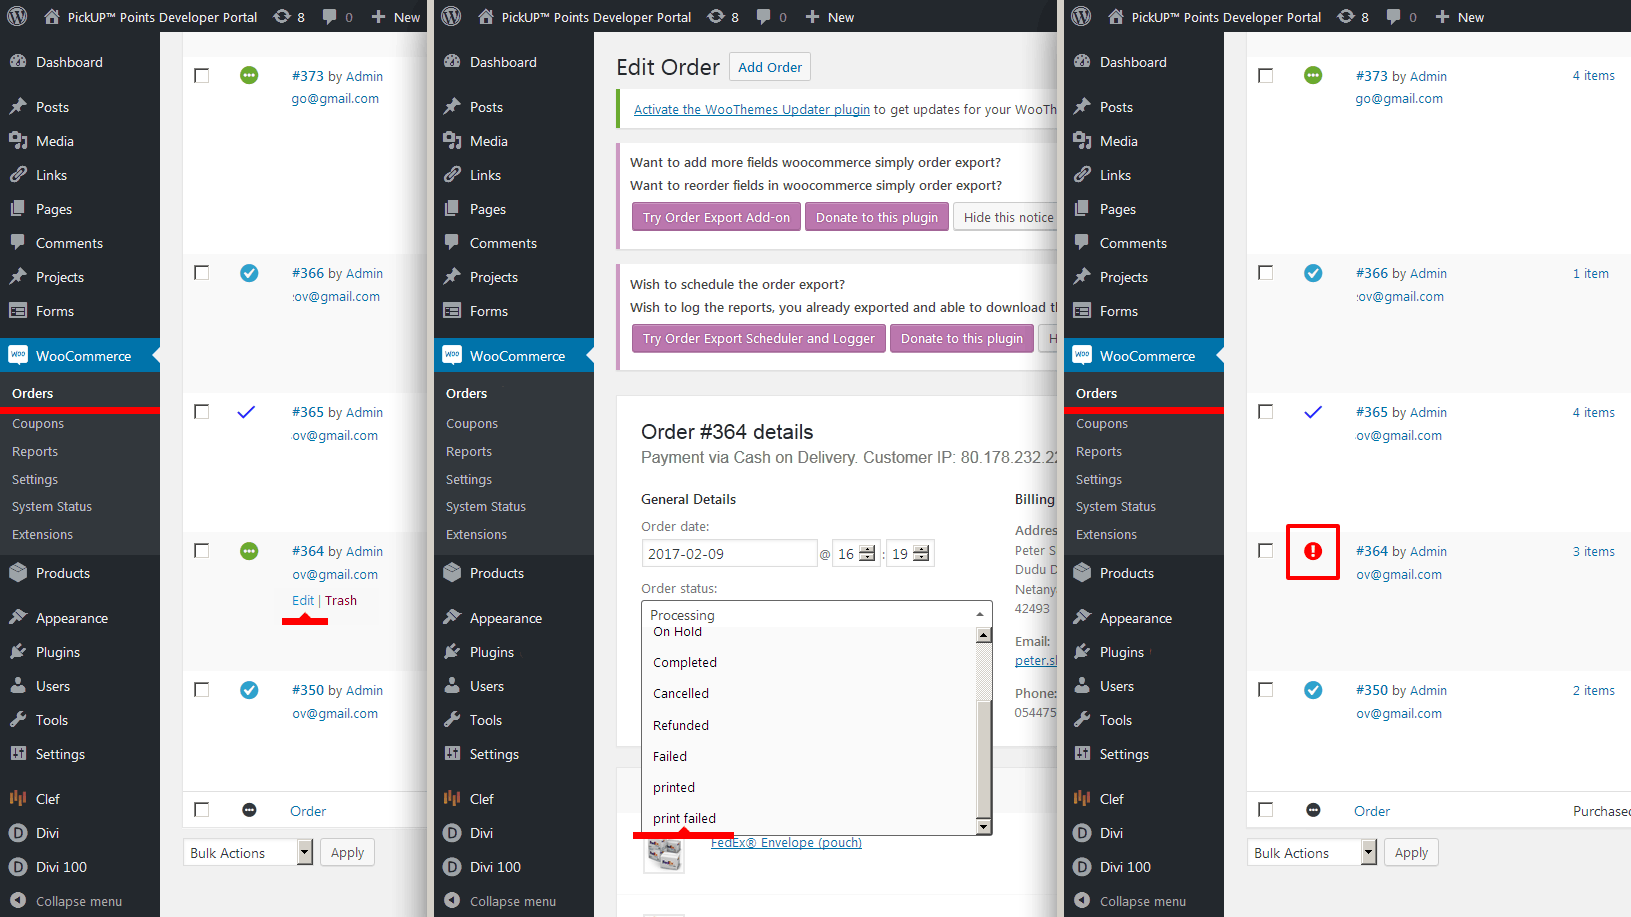 PickUP™ Points Developer Portal 8 0 New
Dashboard
Posts
Media
Links
Pages
Comments
Projects
Forms
WooCommerce
Orders
Coupons
Reports
Settings
System Status
Extensions
Products
Appearance
Plugins
Users
Tools
Settings
Clef
Divi
Divi 100
Collapse menu
#373 by Admin
go@gmail.com
#366 by Admin
ov@gmail.com
#365 by Admin
ov@gmail.com
#364 by Admin
ov@gmail.com
Edit | Trash
#350 by Admin
ov@gmail.com
Order
Bulk Actions Apply
PickUP™ Points Developer Portal 8 0 New
Dashboard
Posts
Media
Links
Pages
Comments
Projects
Forms
WooCommerce
Orders
Coupons
Reports
Settings
System Status
Extensions
Products
Appearance
Plugins
Users
Tools
Settings
Clef
Divi
Divi 100
Collapse menu
Edit Order Add Order
Activate the WooThemes Updater plugin to get updates for your WooTh
Want to add more fields woocommerce simply order export?
Want to reorder fields in woocommerce simply order export?
Try Order Export Add-on Donate to this plugin Hide this notice
Wish to schedule the order export?
Wish to log the reports, you already exported and able to download t
Try Order Export Scheduler and Logger Donate to this plugin H
Order #364 details
Payment via Cash on Delivery. Customer IP: 80.178.232.22
General Details
Order date:
2017-02-09 @ 16 : 19
Order status:
Processing
On Hold
Completed
Cancelled
Refunded
Failed
printed
print failed
FedEx® Envelope (pouch)
Billing
Addres
Peter S
Dudu D
Netany
42493
Email:
peter.sl
Phone:
054475
PickUP™ Points Developer Portal 8 0 New
Dashboard
Posts
Media
Links
Pages
Comments
Projects
Forms
WooCommerce
Orders
Coupons
Reports
Settings
System Status
Extensions
Products
Appearance
Plugins
Users
Tools
Settings
Clef
Divi
Divi 100
Collapse menu
#373 by Admin 4 items
go@gmail.com
#366 by Admin 1 item
ov@gmail.com
#365 by Admin 4 items
ov@gmail.com
#364 by Admin 3 items
ov@gmail.com
#350 by Admin 2 items
ov@gmail.com
Order Purchased
Bulk Actions Apply